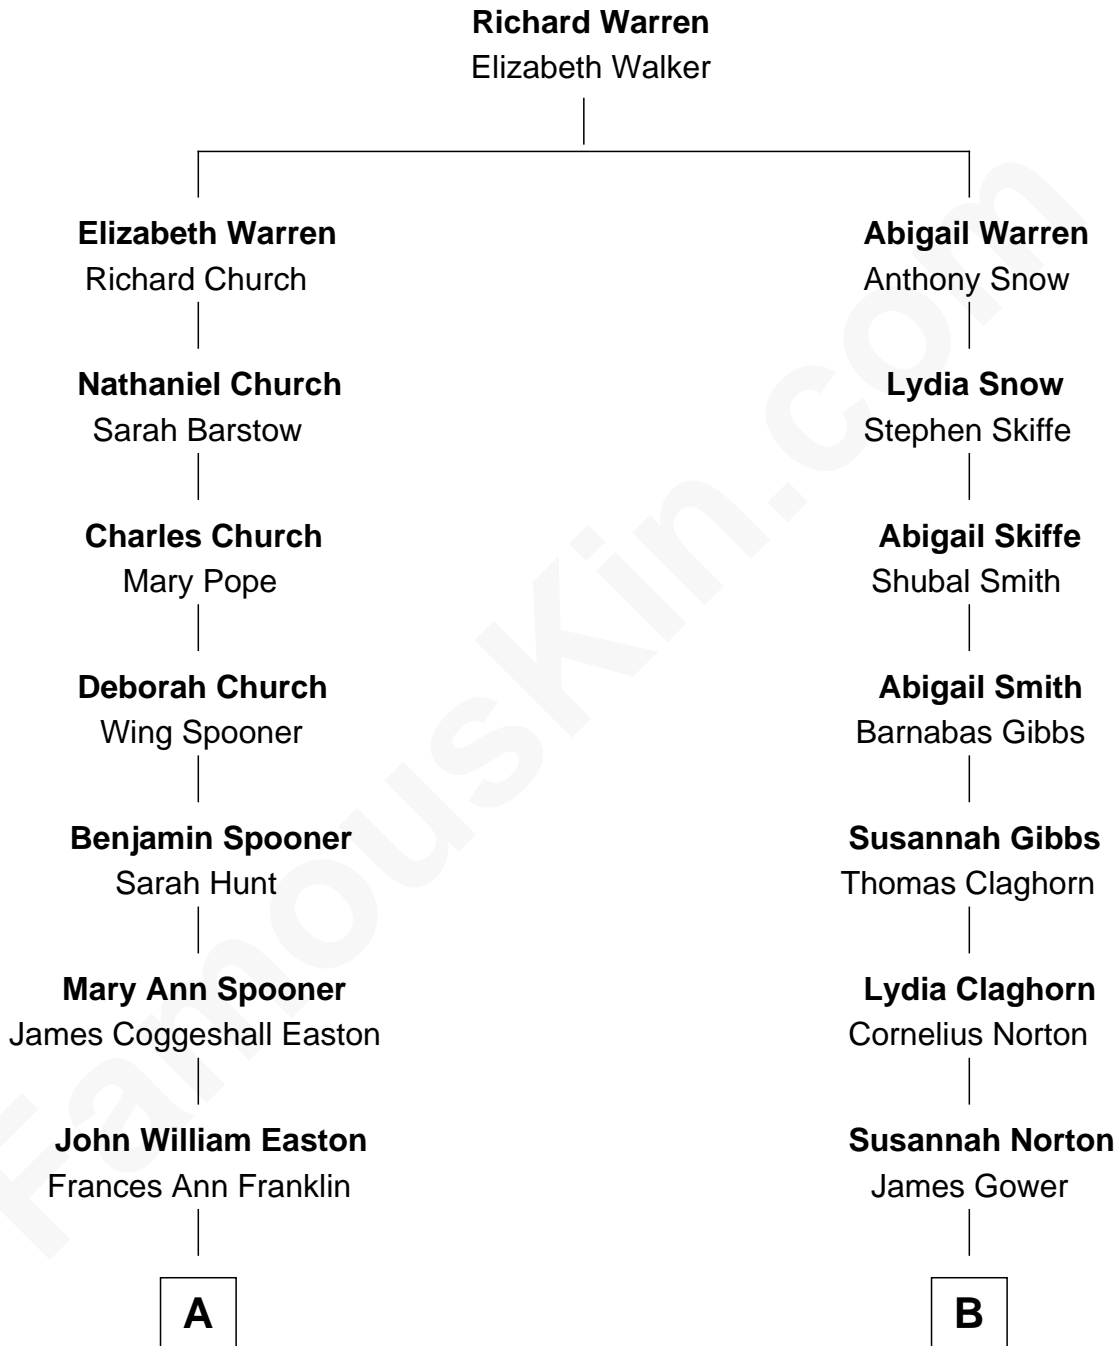 Richard Warren
Elizabeth Walker
Elizabeth Warren
Richard Church
Nathaniel Church
Sarah Barstow
Charles Church
Mary Pope
Deborah Church
Wing Spooner
Benjamin Spooner
Sarah Hunt
Mary Ann Spooner
James Coggeshall Easton
John William Easton
Frances Ann Franklin
A
Abigail Warren
Anthony Snow
Lydia Snow
Stephen Skiffe
Abigail Skiffe
Shubal Smith
Abigail Smith
Barnabas Gibbs
Susannah Gibbs
Thomas Claghorn
Lydia Claghorn
Cornelius Norton
Susannah Norton
James Gower
B
FamousKin.com